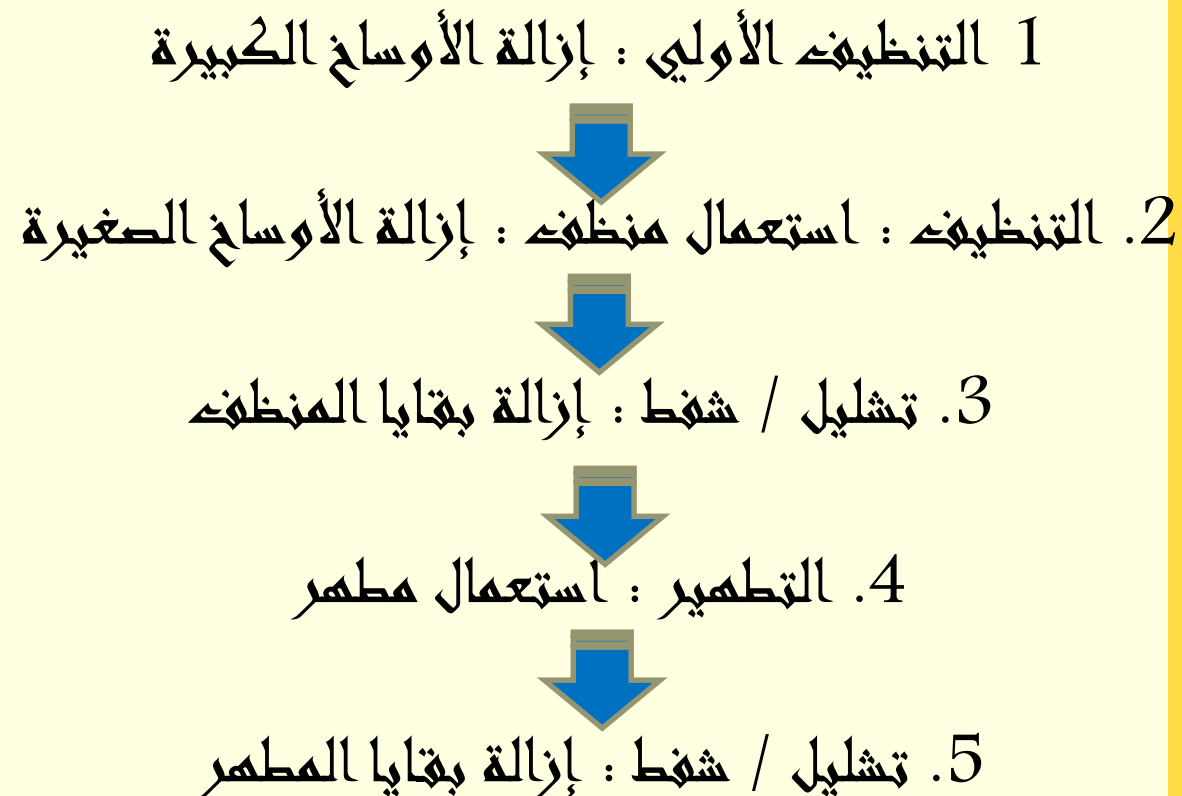 1 التنظيف الأولي : إزالة الأوساخ الكبيرة
2. التنظيف : استعمال منظف : إزالة الأوساخ الصغيرة
3. تشليل / شفط : إزالة بقايا المنظف
4. التطهير : استعمال مطهر
5. تشليل / شفط : إزالة بقايا المطهر